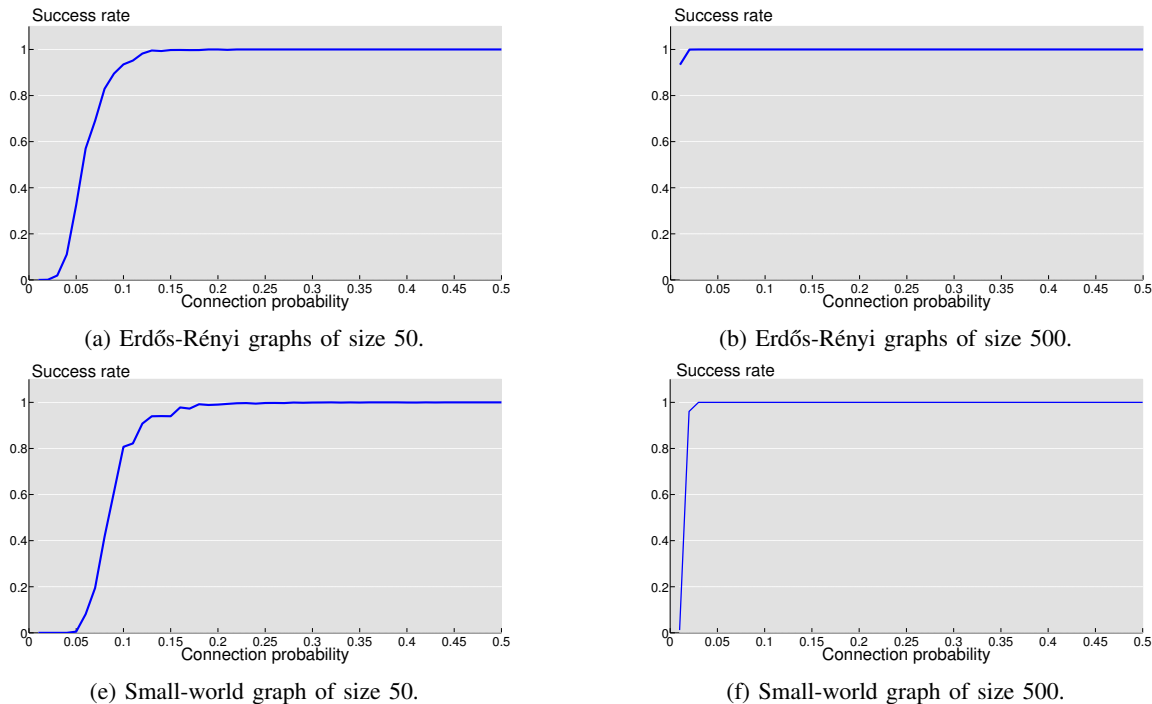 Success rate
1
0.8
0.6
0.4
0.2
0
0 0.05 0.1 0.15 0.2 0.25 0.3 0.35 0.4 0.45 0.5
Connection probability
(a) Erdős-Rényi graphs of size 50.
Success rate
1
0.8
0.6
0.4
0.2
0
0 0.05 0.1 0.15 0.2 0.25 0.3 0.35 0.4 0.45 0.5
Connection probability
(b) Erdős-Rényi graphs of size 500.
Success rate
1
0.8
0.6
0.4
0.2
0
0 0.05 0.1 0.15 0.2 0.25 0.3 0.35 0.4 0.45 0.5
Connection probability
(e) Small-world graph of size 50.
Success rate
1
0.8
0.6
0.4
0.2
0
0 0.05 0.1 0.15 0.2 0.25 0.3 0.35 0.4 0.45 0.5
Connection probability
(f) Small-world graph of size 500.